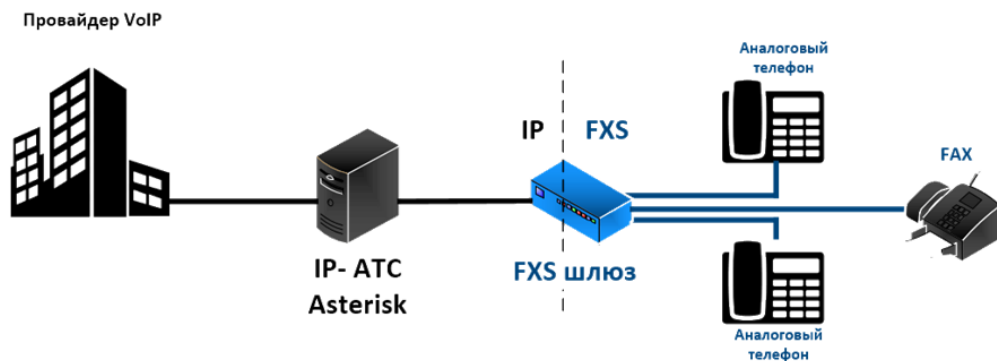 Провайдер VoIP
Аналоговый
телефон
IP
FXS
FAX
IP- АТС
Asterisk
FXS шлюз
Аналоговый
телефон